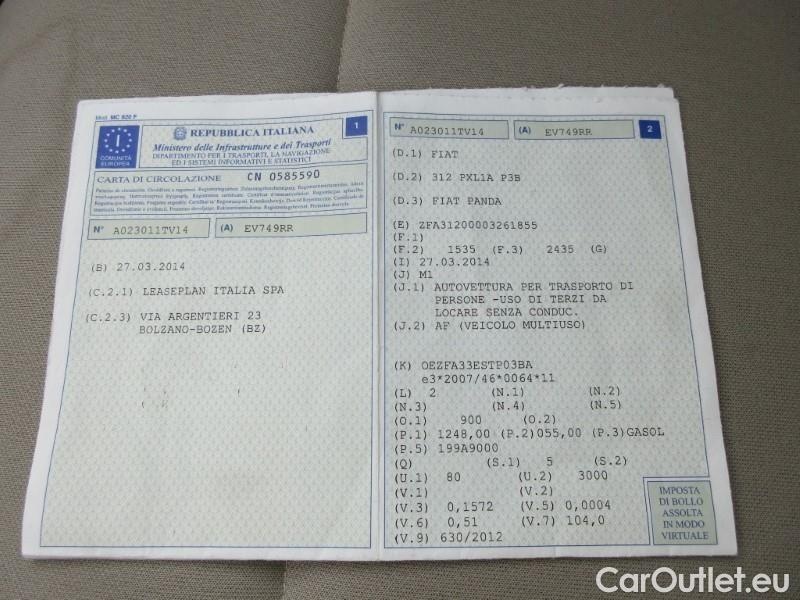 Mod. MC 820 F
1
COMUNITÀ
EUROPEA
I
REPUBBLICA ITALIANA
Ministero delle Infrastrutture e dei Trasporti
DIPARTIMENTO PER I TRASPORTI, LA NAVIGAZIONE
ED I SISTEMI INFORMATIVI E STATISTICI
CARTA DI CIRCOLAZIONE CN 0585590
N° A023011TV14 (A) EV749RR
(B) 27.03.2014
(C.2.1) LEASEPLAN ITALIA SPA
(C.2.3) VIA ARGENTIERI 23
BOLZANO-BOZEN (BZ)
N° A023011TV14 (A) EV749RR 2
(D.1) FIAT
(D.2) 312 PXL1A P3B
(D.3) FIAT PANDA
(E) ZFA31200003261855
(F.1)
(F.2) 1535 (F.3) 2435 (G)
(I) 27.03.2014
(J) M1
(J.1) AUTOVETTURA PER TRASPORTO DI
PERSONE -USO DI TERZI DA
LOCARE SENZA CONDUC.
(J.2) AF (VEICOLO MULTIUSO)
(K) OEZFA33ESTP03BA
e3*2007/46*0064*11
(L) 2 (N.1) (N.2)
(N.3) (N.4) (N.5)
(O.1) 900 (O.2)
(P.1) 1248,00 (P.2)055,00 (P.3)GASOL
(P.5) 199A9000
(Q) (S.1) 5 (S.2)
(U.1) 80 (U.2) 3000
(V.1) (V.2)
(V.3) 0,1572 (V.5) 0,0004
(V.6) 0,51 (V.7) 104,0
(V.9) 630/2012
IMPOSTA
DI BOLLO
ASSOLTA
IN MODO
VIRTUALE
CarOutlet.eu